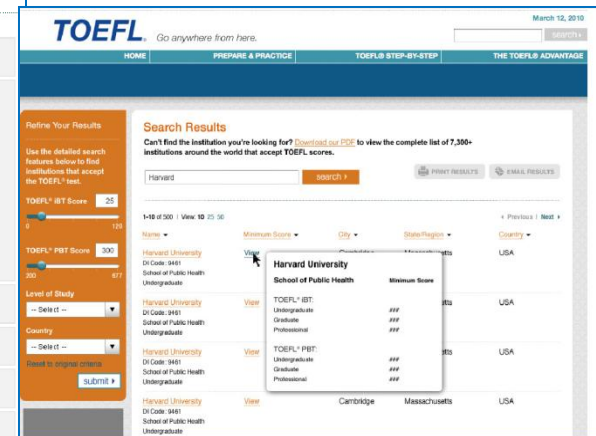 March 12, 2010
TOEFL. Go anywhere from here.
search ›
HOME PREPARE & PRACTICE TOEFL® STEP-BY-STEP THE TOEFL® ADVANTAGE
Refine Your Results
Use the detailed search
features below to find
institutions that accept
the TOEFL® test.
TOEFL® iBT Score 25
0 120
TOEFL® PBT Score 300
200 677
Level of Study
-- Select --
Country
-- Select --
Reset to original criteria
submit ›
Search Results
Can't find the institution you're looking for? Download our PDF to view the complete list of 7,300+
institutions around the world that accept TOEFL scores.
Harvard search › PRINT RESULTS EMAIL RESULTS
1-10 of 500 | View: 10 25 50 ‹ Previous | Next ›
Name Minimum Score City State/Region Country
Harvard University View Cambridge Massachusetts USA
DI Code: 9461
School of Public Health
Undergraduate
Harvard University
School of Public Health Minimum Score
TOEFL® iBT:
Undergraduate ###
Graduate ###
Professional ###
TOEFL® PBT:
Undergraduate ###
Graduate ###
Professional ###
Harvard University View USA
DI Code: 9461
School of Public Health
Undergraduate
Harvard University View USA
DI Code: 9461
School of Public Health
Undergraduate
Harvard University View Cambridge Massachusetts USA
DI Code: 9461
School of Public Health
Undergraduate